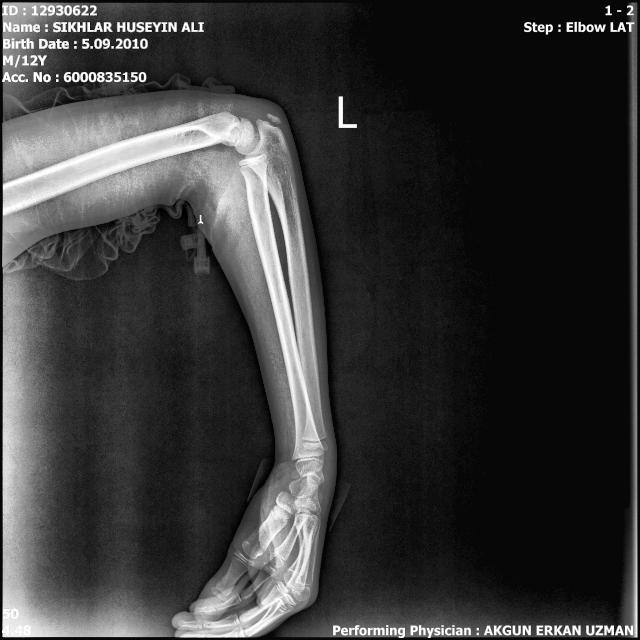 ID : 12930622
Name : SIKHLAR HUSEYIN ALI
Birth Date : 5.09.2010
M/12Y
Acc. No : 6000835150
1 - 2
Step : Elbow LAT
L
Performing Physician : AKGUN ERKAN UZMAN